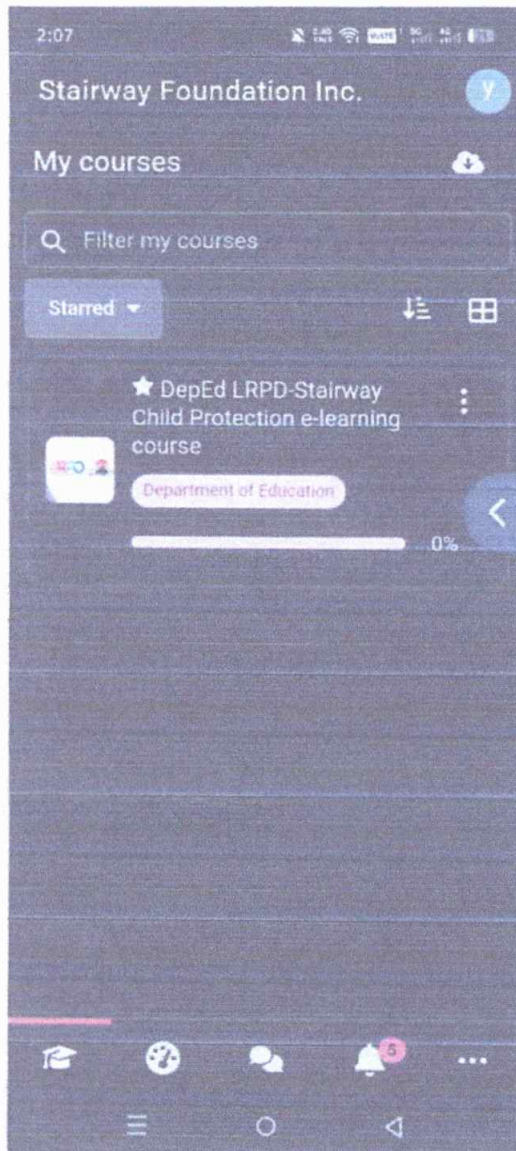 2:07
VoLTE
Stairway Foundation Inc.
y
My courses
Filter my courses
Starred
DepEd LRPD-Stairway
Child Protection e-learning
course
Department of Education
0%
5